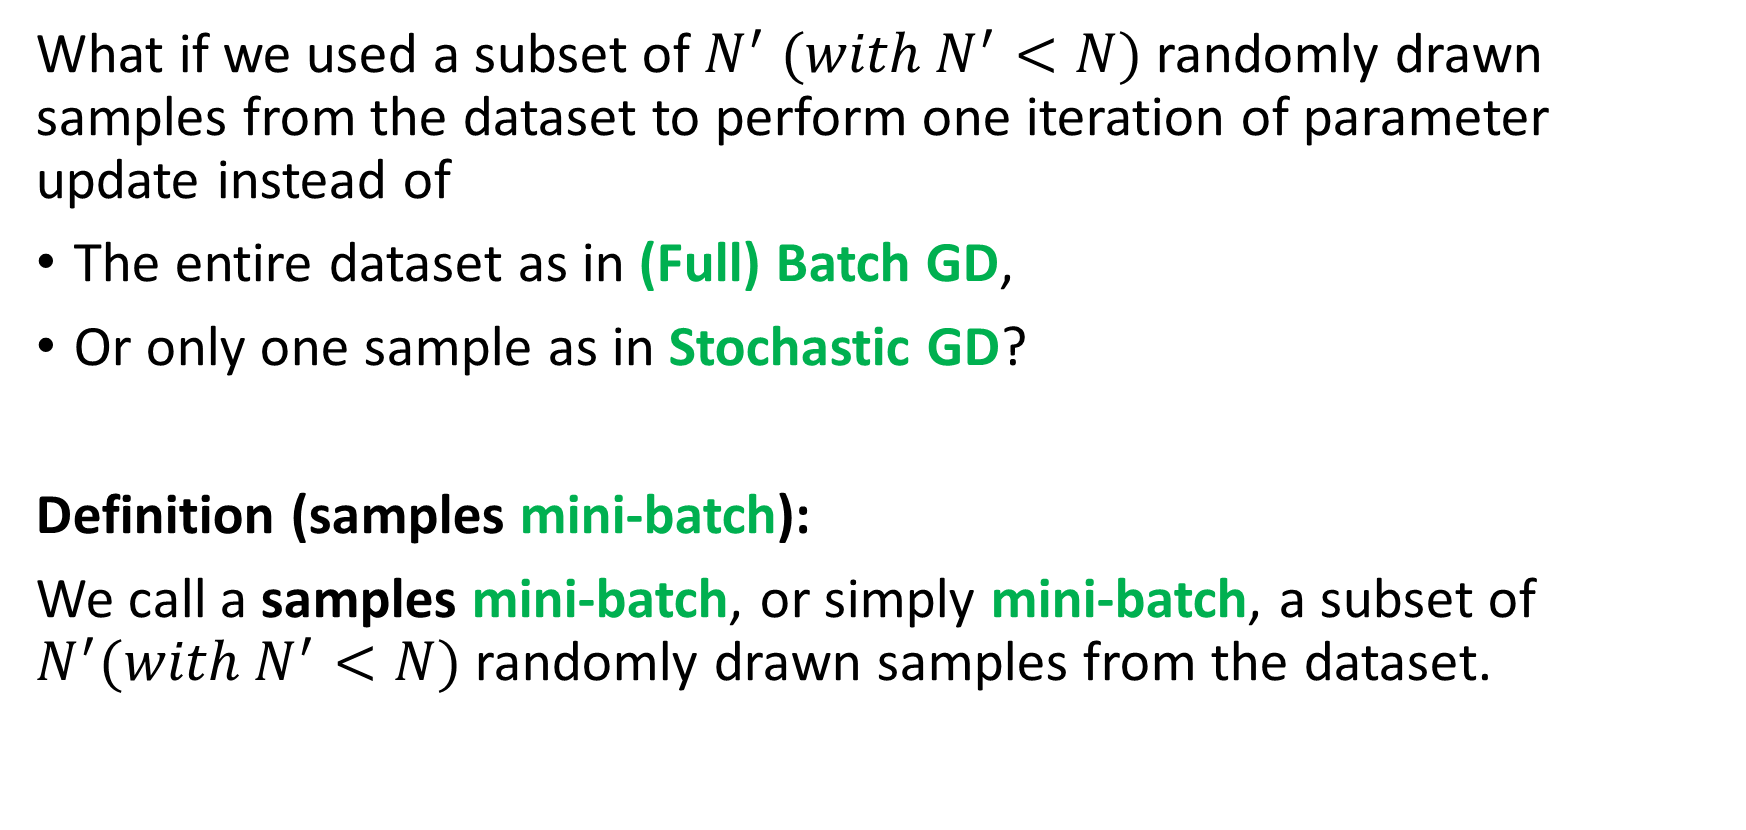 What if we used a subset of N′ (with N′ < N) randomly drawn
samples from the dataset to perform one iteration of parameter
update instead of
• The entire dataset as in (Full) Batch GD,
• Or only one sample as in Stochastic GD?
Definition (samples mini-batch):
We call a samples mini-batch, or simply mini-batch, a subset of
N′(with N′ < N) randomly drawn samples from the dataset.